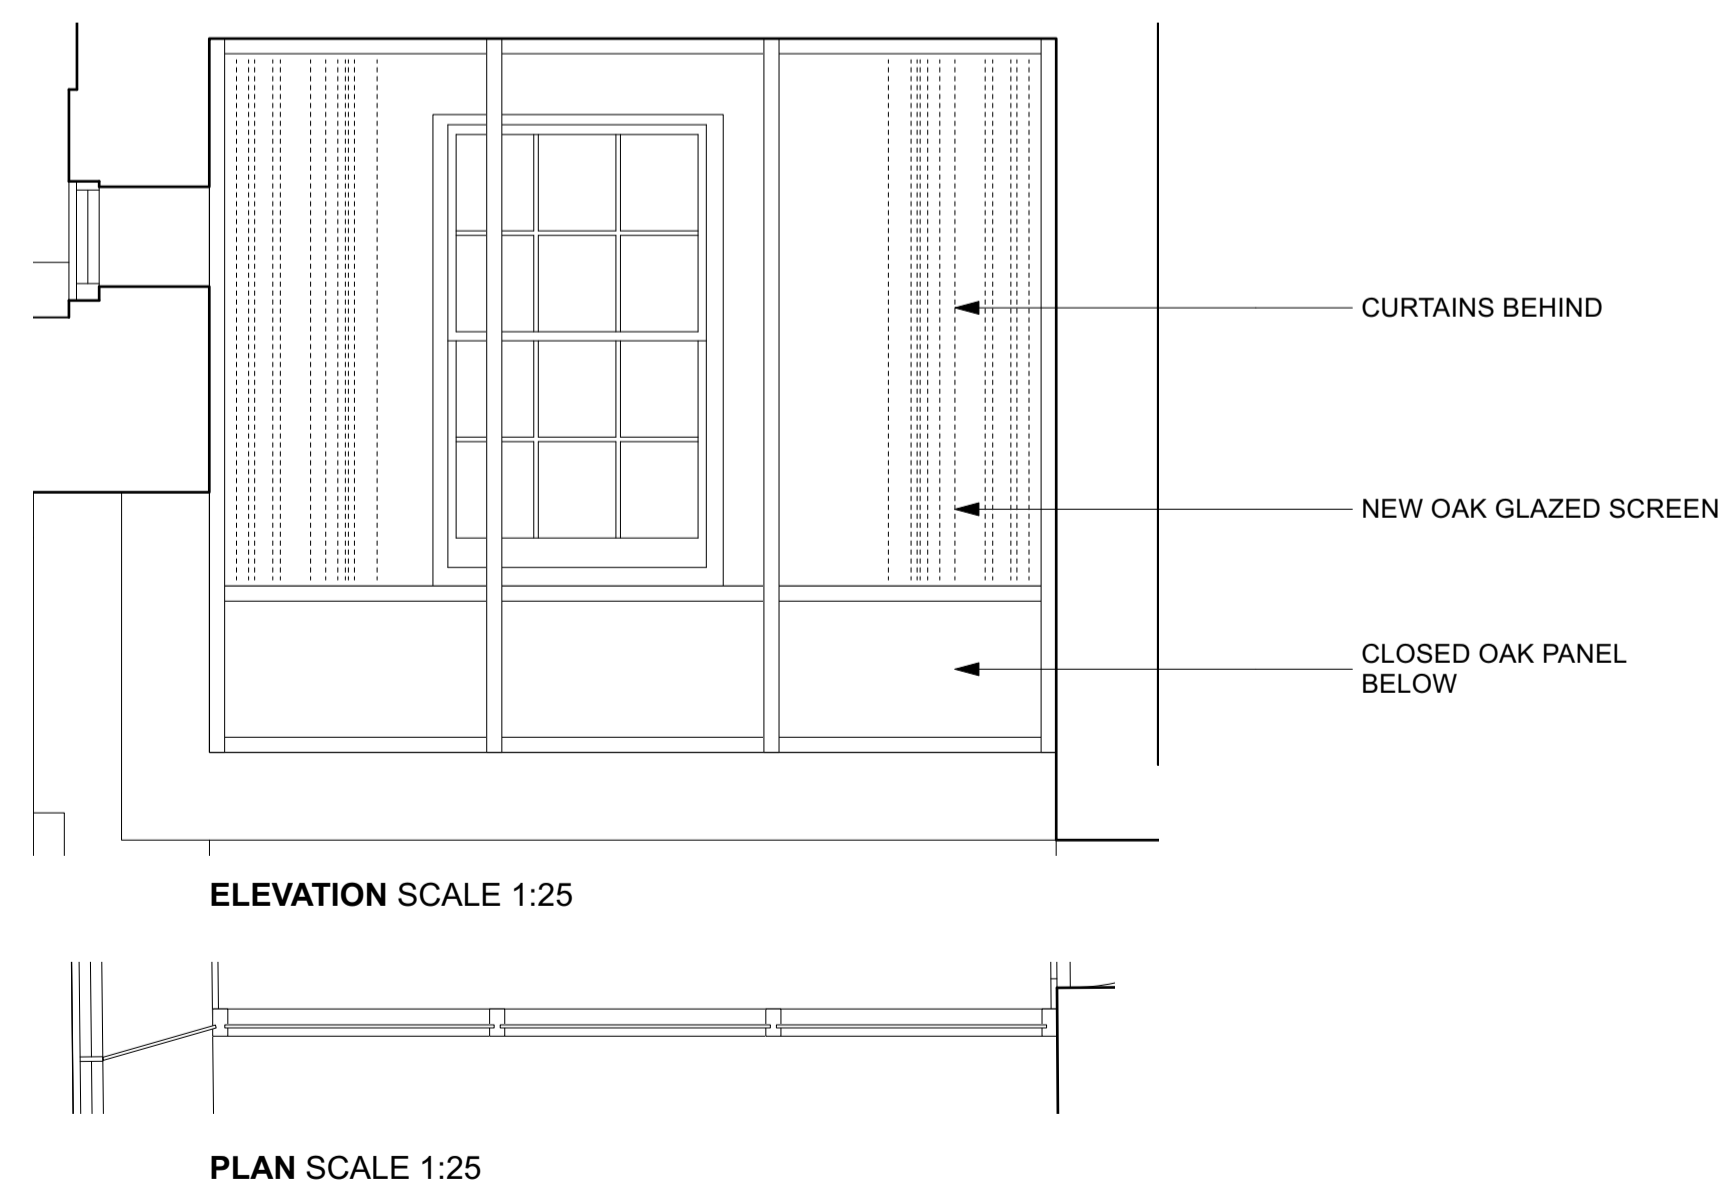 CURTAINS BEHIND
NEW OAK GLAZED SCREEN
CLOSED OAK PANEL
BELOW
ELEVATION SCALE 1:25
PLAN SCALE 1:25